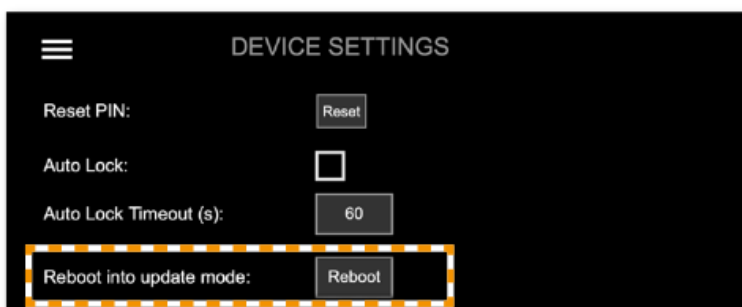 DEVICE SETTINGS
Reset PIN: Reset
Auto Lock:
Auto Lock Timeout (s): 60
Reboot into update mode: Reboot